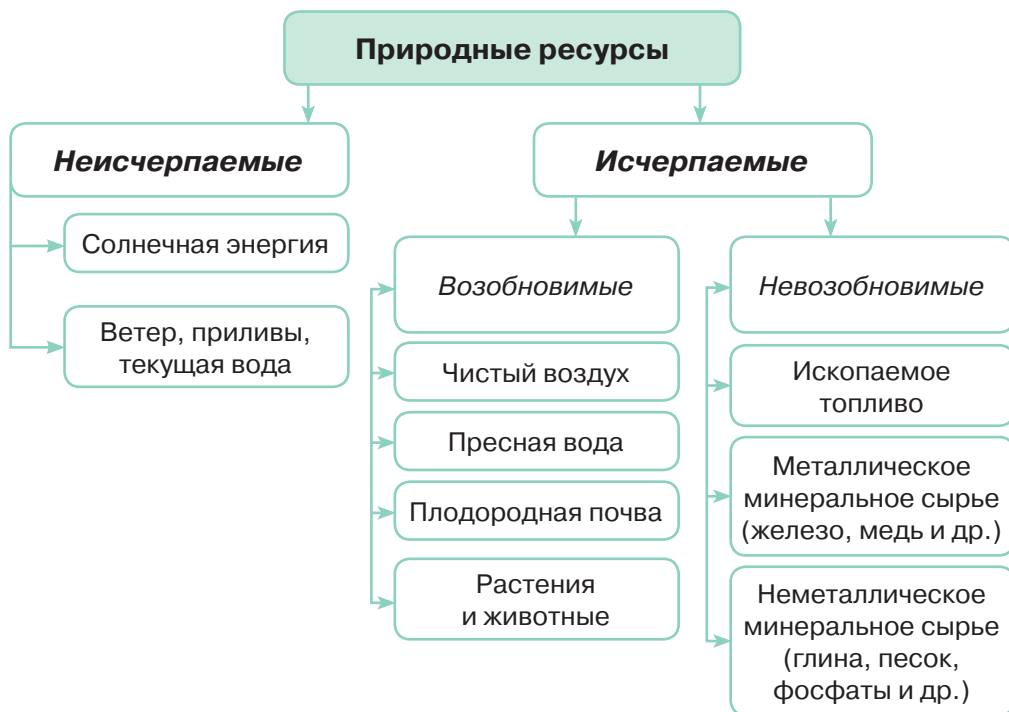 Природные ресурсы
Неисчерпаемые
Солнечная энергия
Ветер, приливы,
текущая вода
Исчерпаемые
Возобновимые
Чистый воздух
Пресная вода
Плодородная почва
Растения
и животные
Невозобновимые
Ископаемое
топливо
Металлическое
минеральное сырье
(железо, медь и др.)
Неметаллическое
минеральное сырье
(глина, песок,
фосфаты и др.)